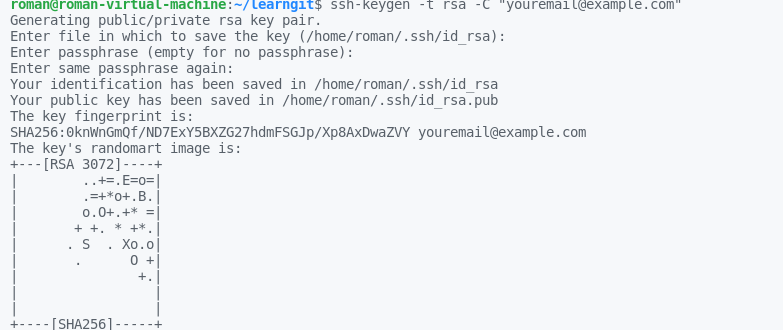 roman@roman-virtual-machine:~/learngit$ ssh-keygen -t rsa -C "youremail@example.com"
Generating public/private rsa key pair.
Enter file in which to save the key (/home/roman/.ssh/id_rsa):
Enter passphrase (empty for no passphrase):
Enter same passphrase again:
Your identification has been saved in /home/roman/.ssh/id_rsa
Your public key has been saved in /home/roman/.ssh/id_rsa.pub
The key fingerprint is:
SHA256:0knWnGmQf/ND7ExY5BXZG27hdmFSGJp/Xp8AxDwaZVY youremail@example.com
The key's randomart image is:
+---[RSA 3072]----+
|        ..+=.E=o=|
|        .=+*o+.B.|
|        o.O+.+* =|
|       + +. * +*.|
|      . S  . Xo.o|
|       .      O +|
|               +.|
|                 |
|                 |
+----[SHA256]-----+